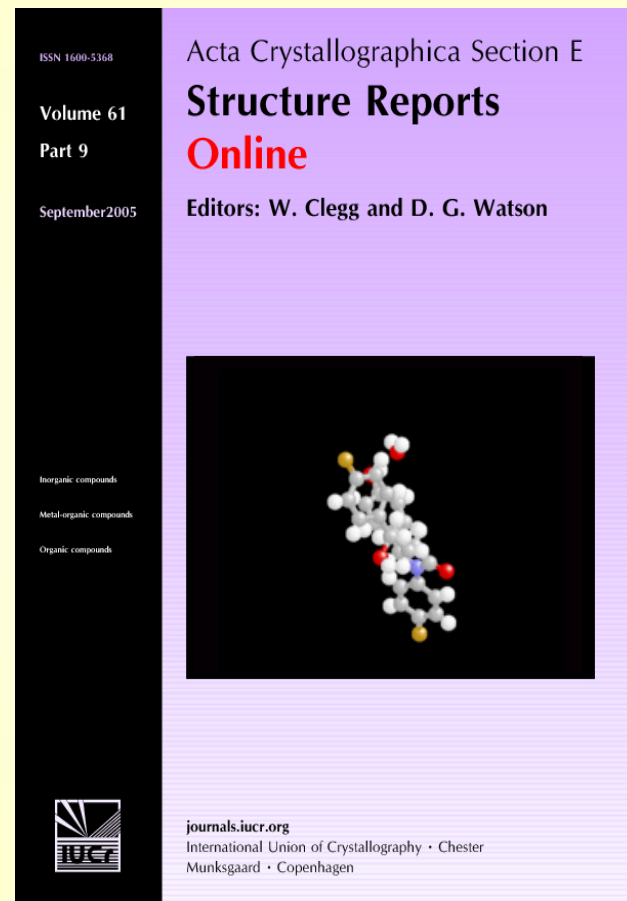 ISSN 1600-5368
Volume 61
Part 9
September2005
Inorganic compounds
Metal-organic compounds
Organic compounds
IUCr
Acta Crystallographica Section E
Structure Reports
Online
Editors: W. Clegg and D. G. Watson
journals.iucr.org
International Union of Crystallography · Chester
Munksgaard · Copenhagen